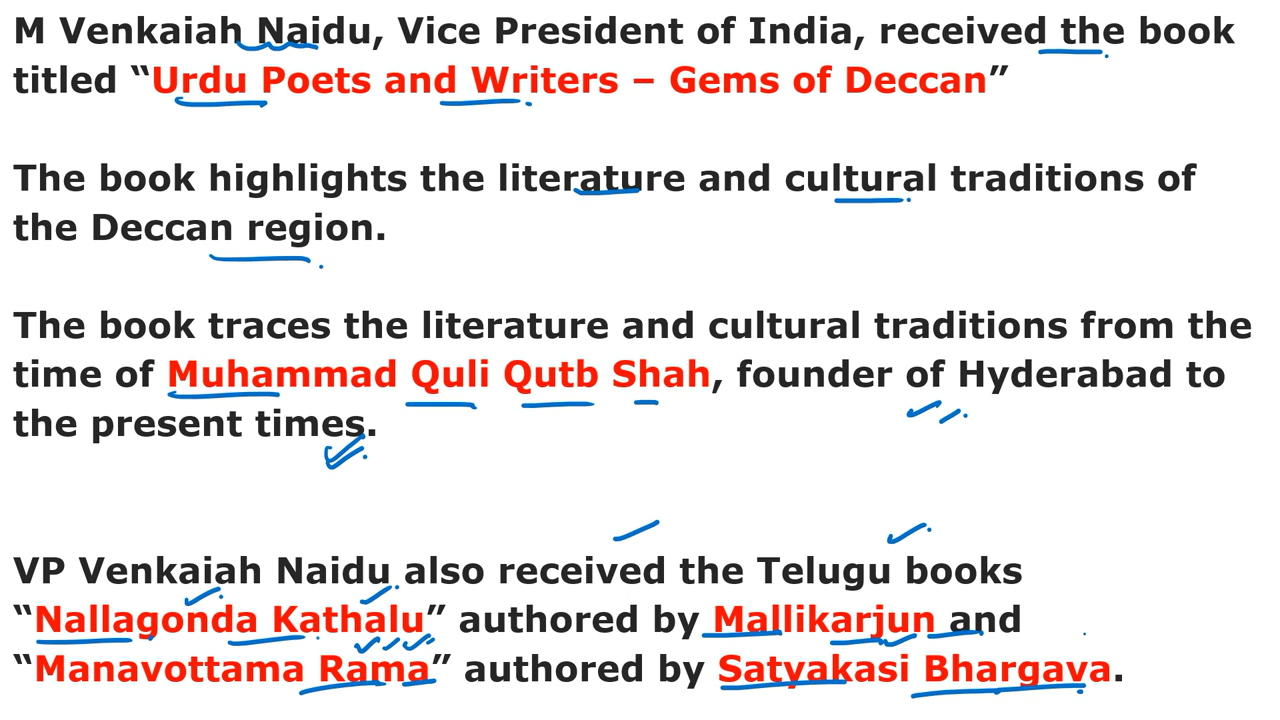 M Venkaiah Naidu, Vice President of India, received the book
titled “Urdu Poets and Writers – Gems of Deccan”
The book highlights the literature and cultural traditions of
the Deccan region.
The book traces the literature and cultural traditions from the
time of Muhammad Quli Qutb Shah, founder of Hyderabad to
the present times.
VP Venkaiah Naidu also received the Telugu books
“Nallagonda Kathalu” authored by Mallikarjun and
“Manavottama Rama” authored by Satyakasi Bhargava.